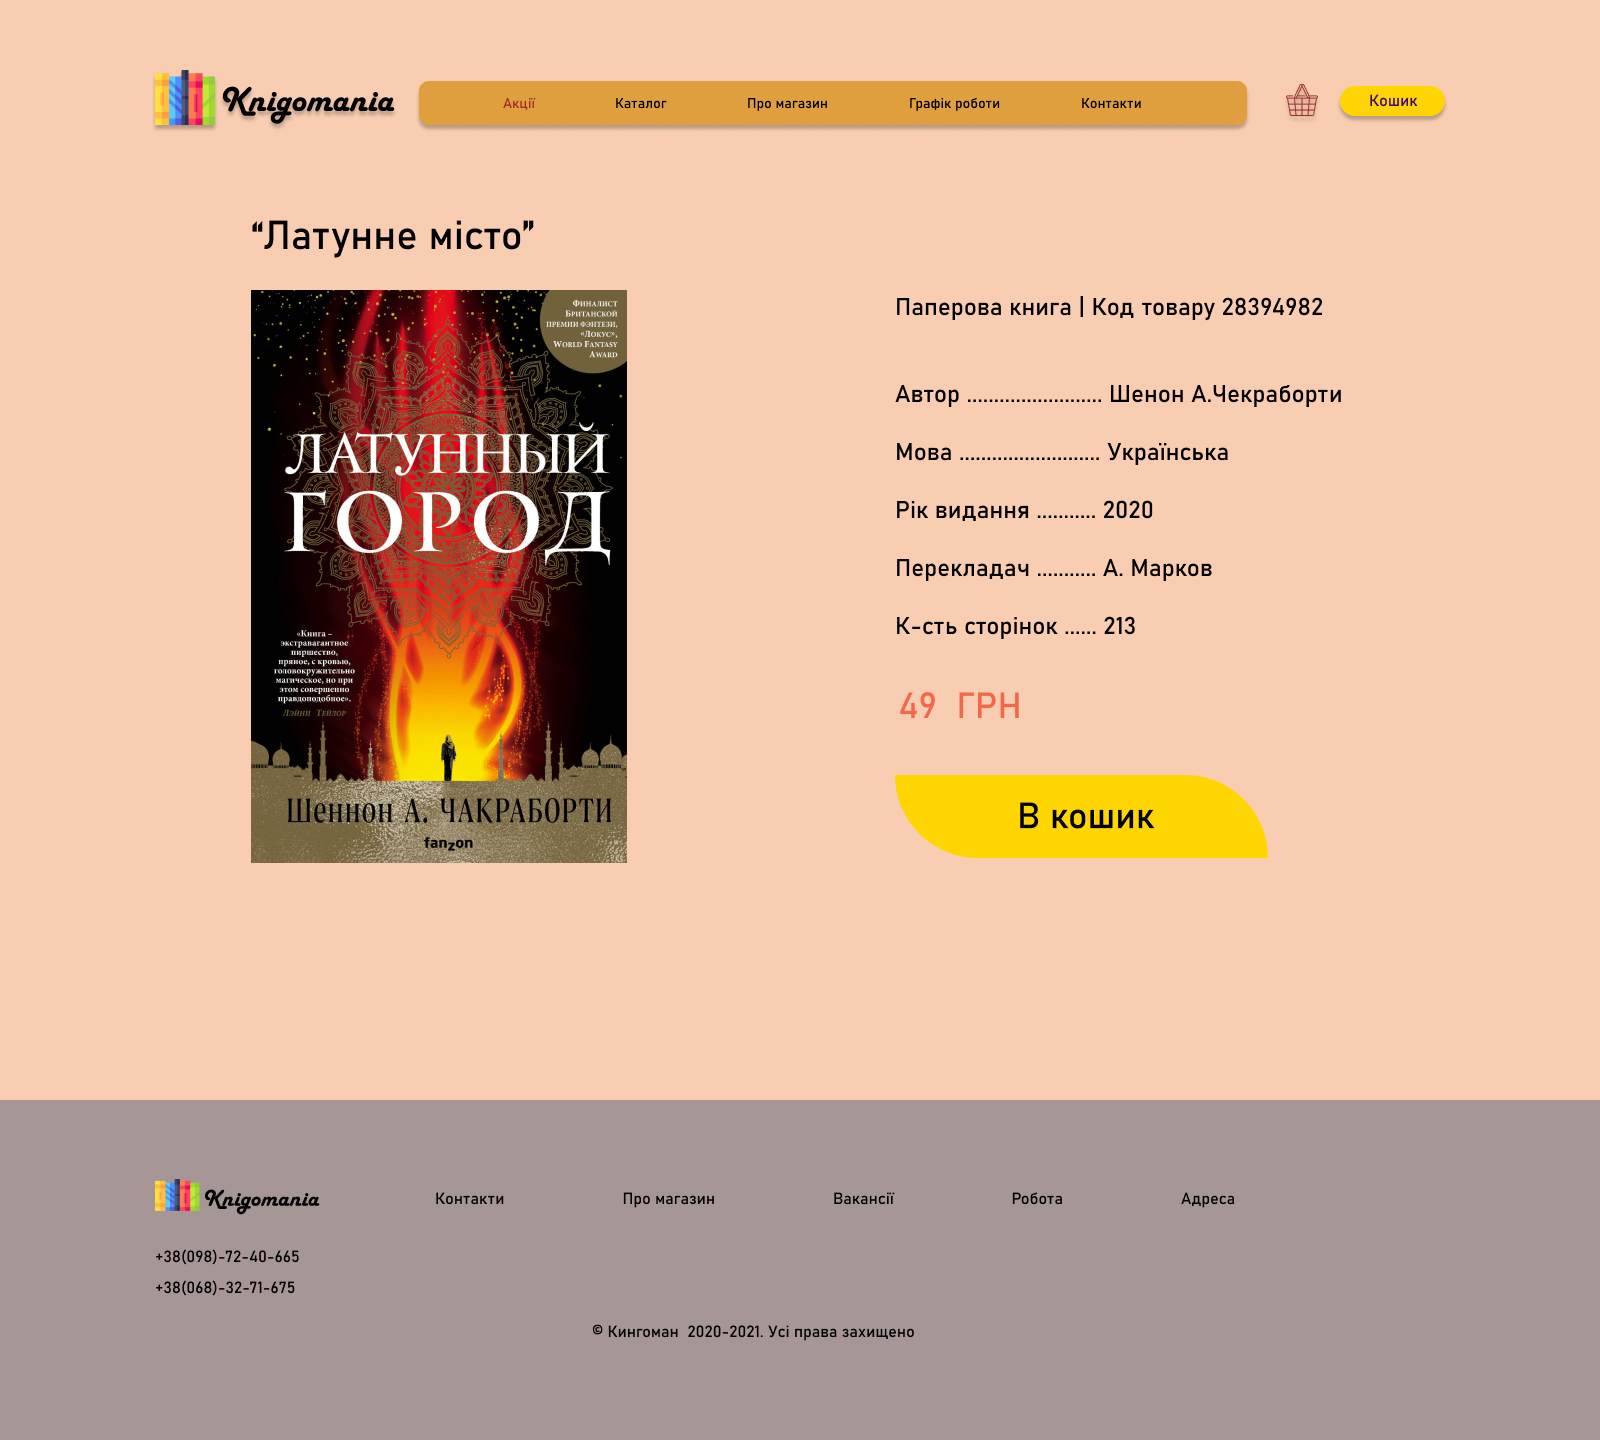 Knigomania
Акції
Каталог
Про магазин
Графік роботи
Контакти
Кошик
“Латунне місто”
Финалист
Британской
премии фэнтези,
«Локус»,
World Fantasy
Award
ЛАТУННЫЙ
ГОРОД
«Книга –
экстравагантное
пиршество,
пряное, с кровью,
головокружительно
магическое, но при
этом совершенно
правдоподобное».
Лэйни Тейлор
Шеннон А. ЧАКРАБОРТИ
fanzon
Паперова книга | Код товару 28394982
Автор ......................... Шенон А.Чекраборти
Мова .......................... Українська
Рік видання ........... 2020
Перекладач ........... А. Марков
К-сть сторінок ...... 213
49 ГРН
В кошик
Knigomania
Контакти
Про магазин
Вакансії
Робота
Адреса
+38(098)-72-40-665
+38(068)-32-71-675
© Кингоман 2020-2021. Усі права захищено